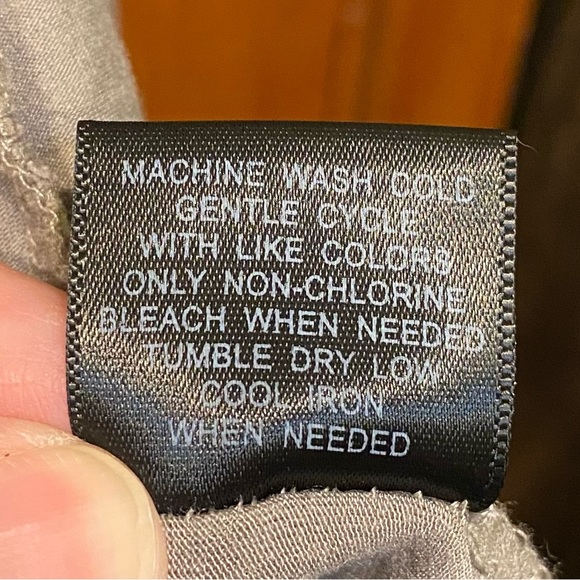 MACHINE WASH COLD
GENTLE CYCLE
WITH LIKE COLORS
ONLY NON-CHLORINE
BLEACH WHEN NEEDED
TUMBLE DRY LOW
COOL IRON
WHEN NEEDED